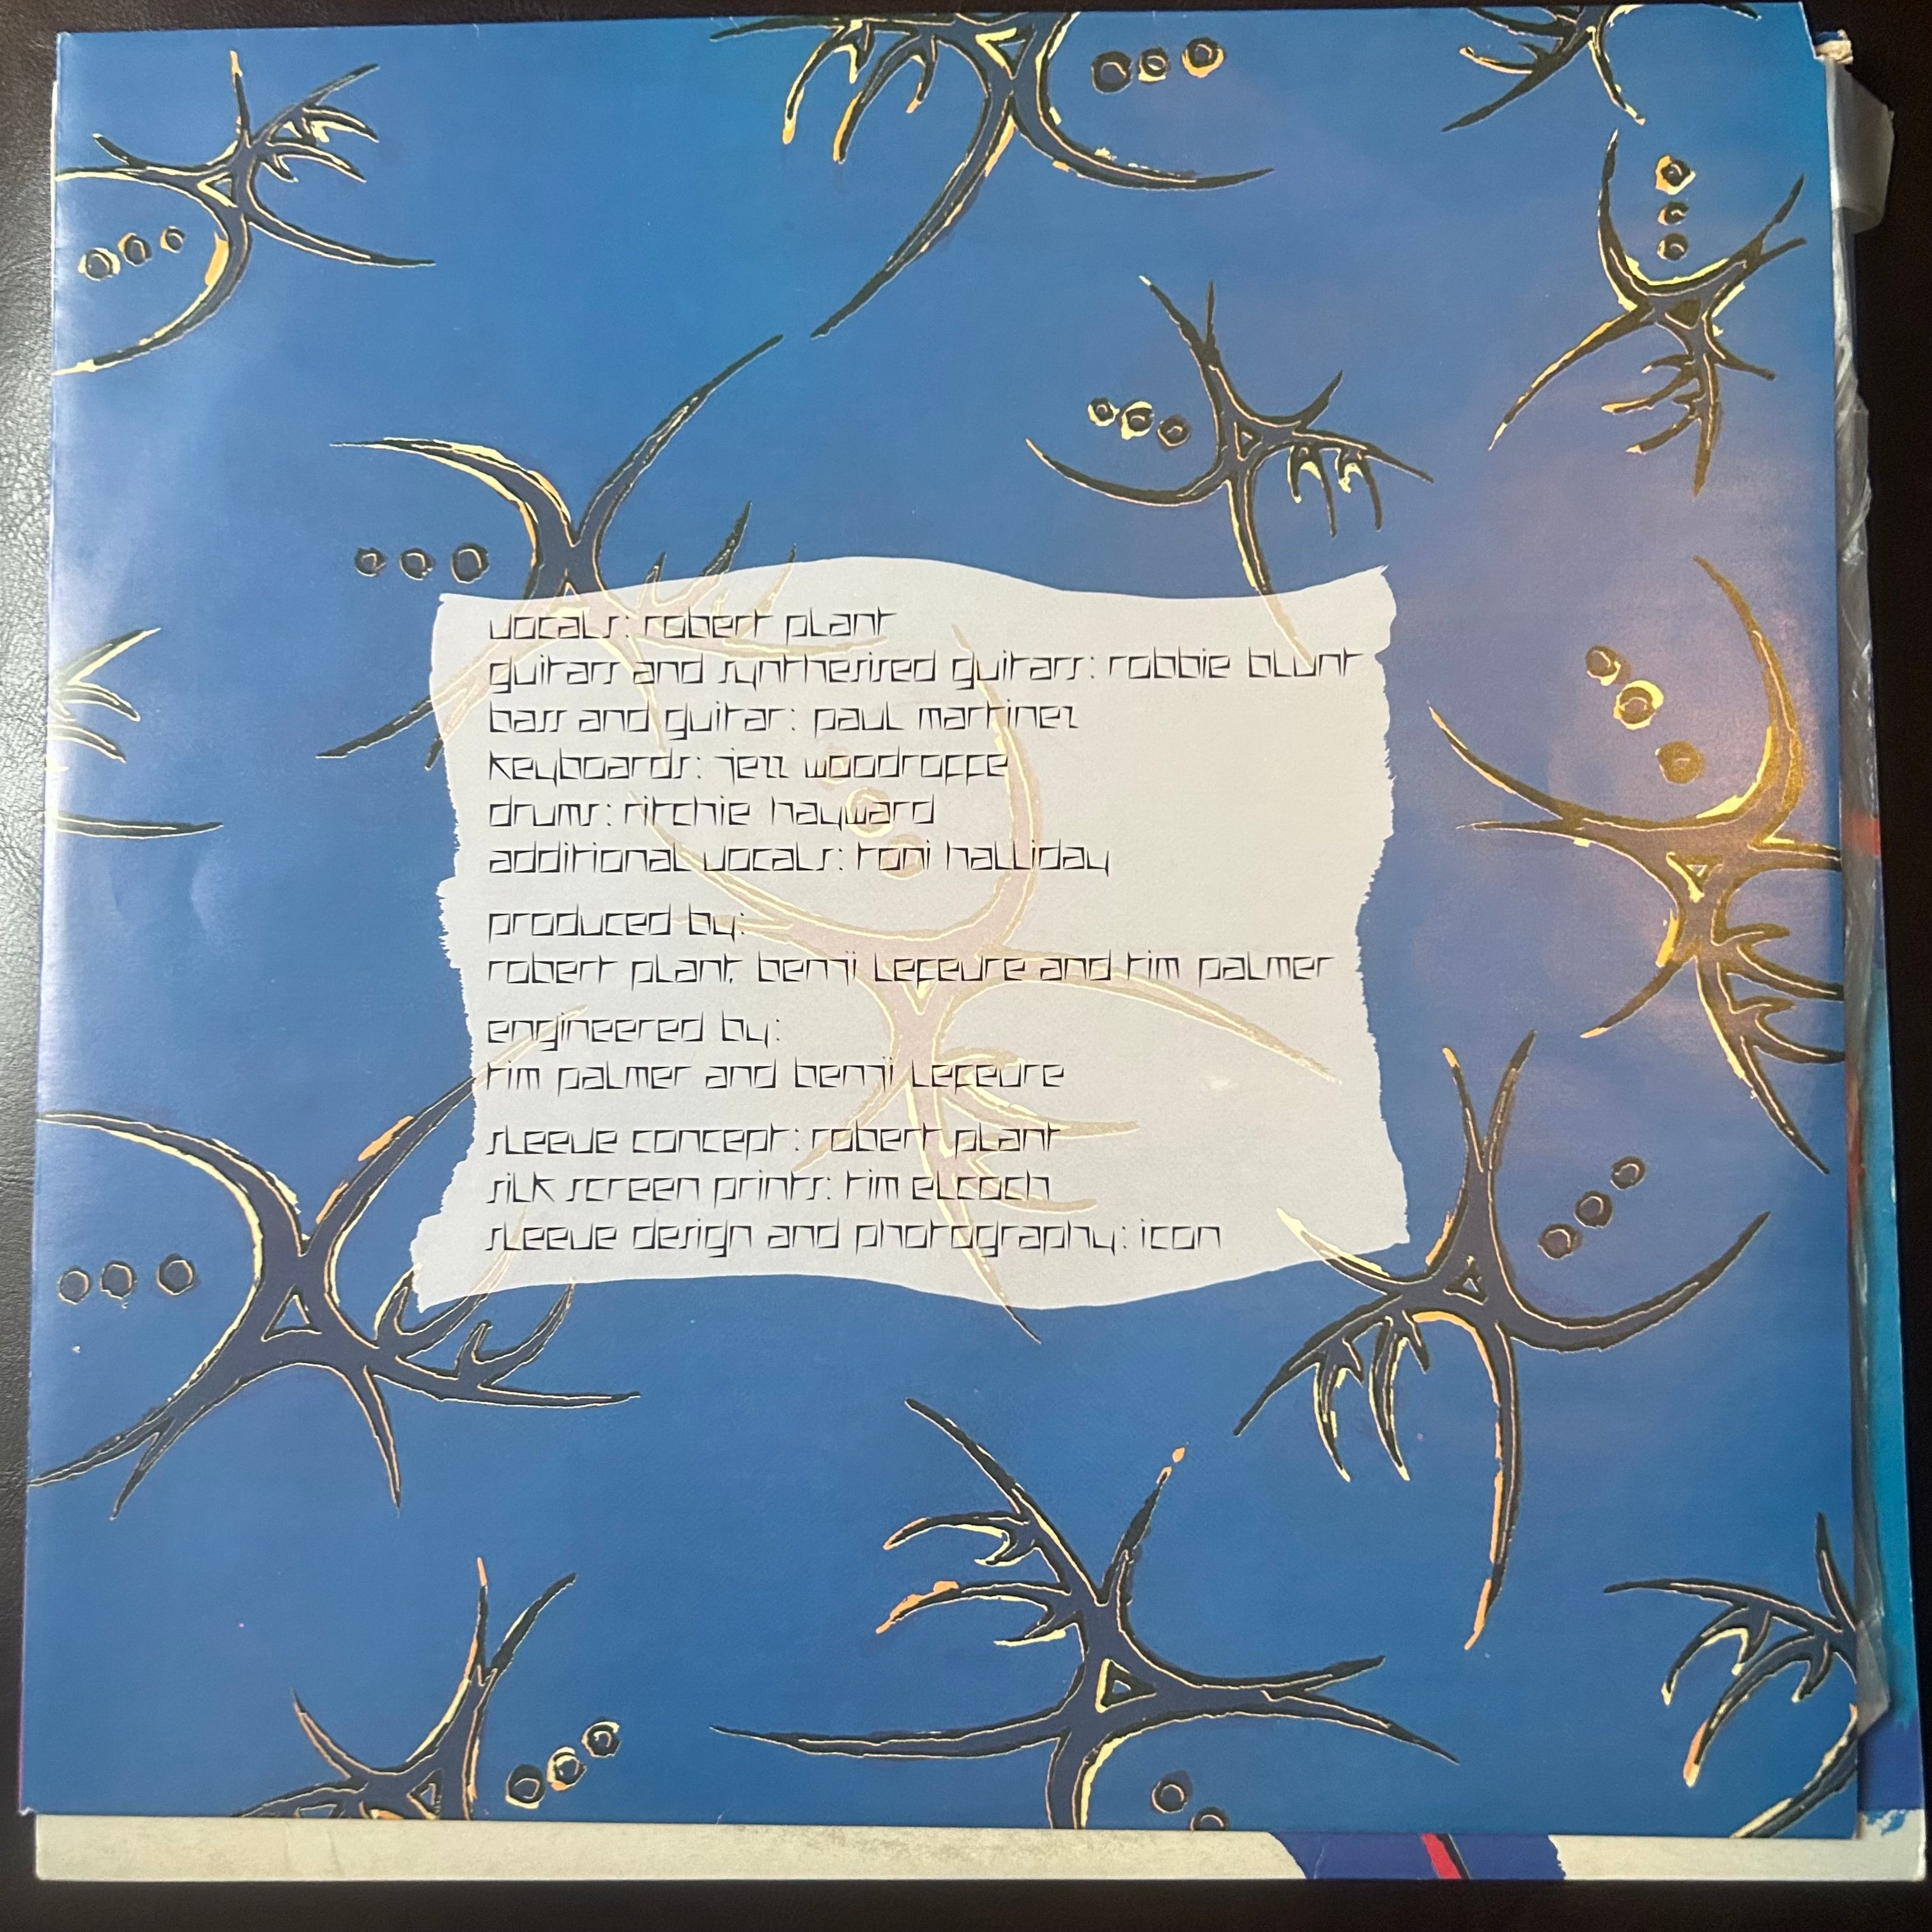 vocals: robert plant
guitars and synthesised guitars: robbie blunt
bass and guitar: paul martinez
keyboards: jezz woodroffe
drums: ritchie hayward
additional vocals: toni halliday
produced by:
robert plant, benji lefevre and tim palmer
engineered by:
tim palmer and benji lefevre
sleeve concept: robert plant
silk screen prints: tim elcoch
sleeve design and photography: icon